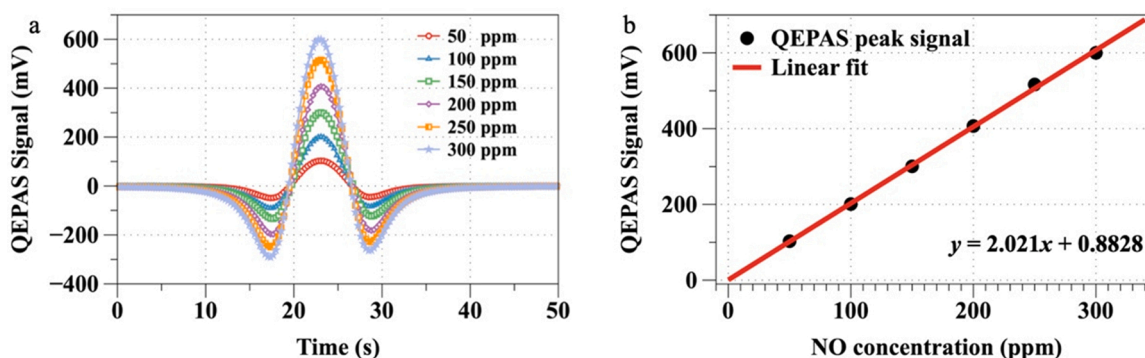 a
QEPAS Signal (mV)
600
400
200
0
−200
−400
0
10
20
30
40
50
Time (s)
50 ppm
100 ppm
150 ppm
200 ppm
250 ppm
300 ppm
b
QEPAS Signal (mV)
600
400
200
0
0
100
200
300
NO concentration (ppm)
QEPAS peak signal
Linear fit
y = 2.021x + 0.8828